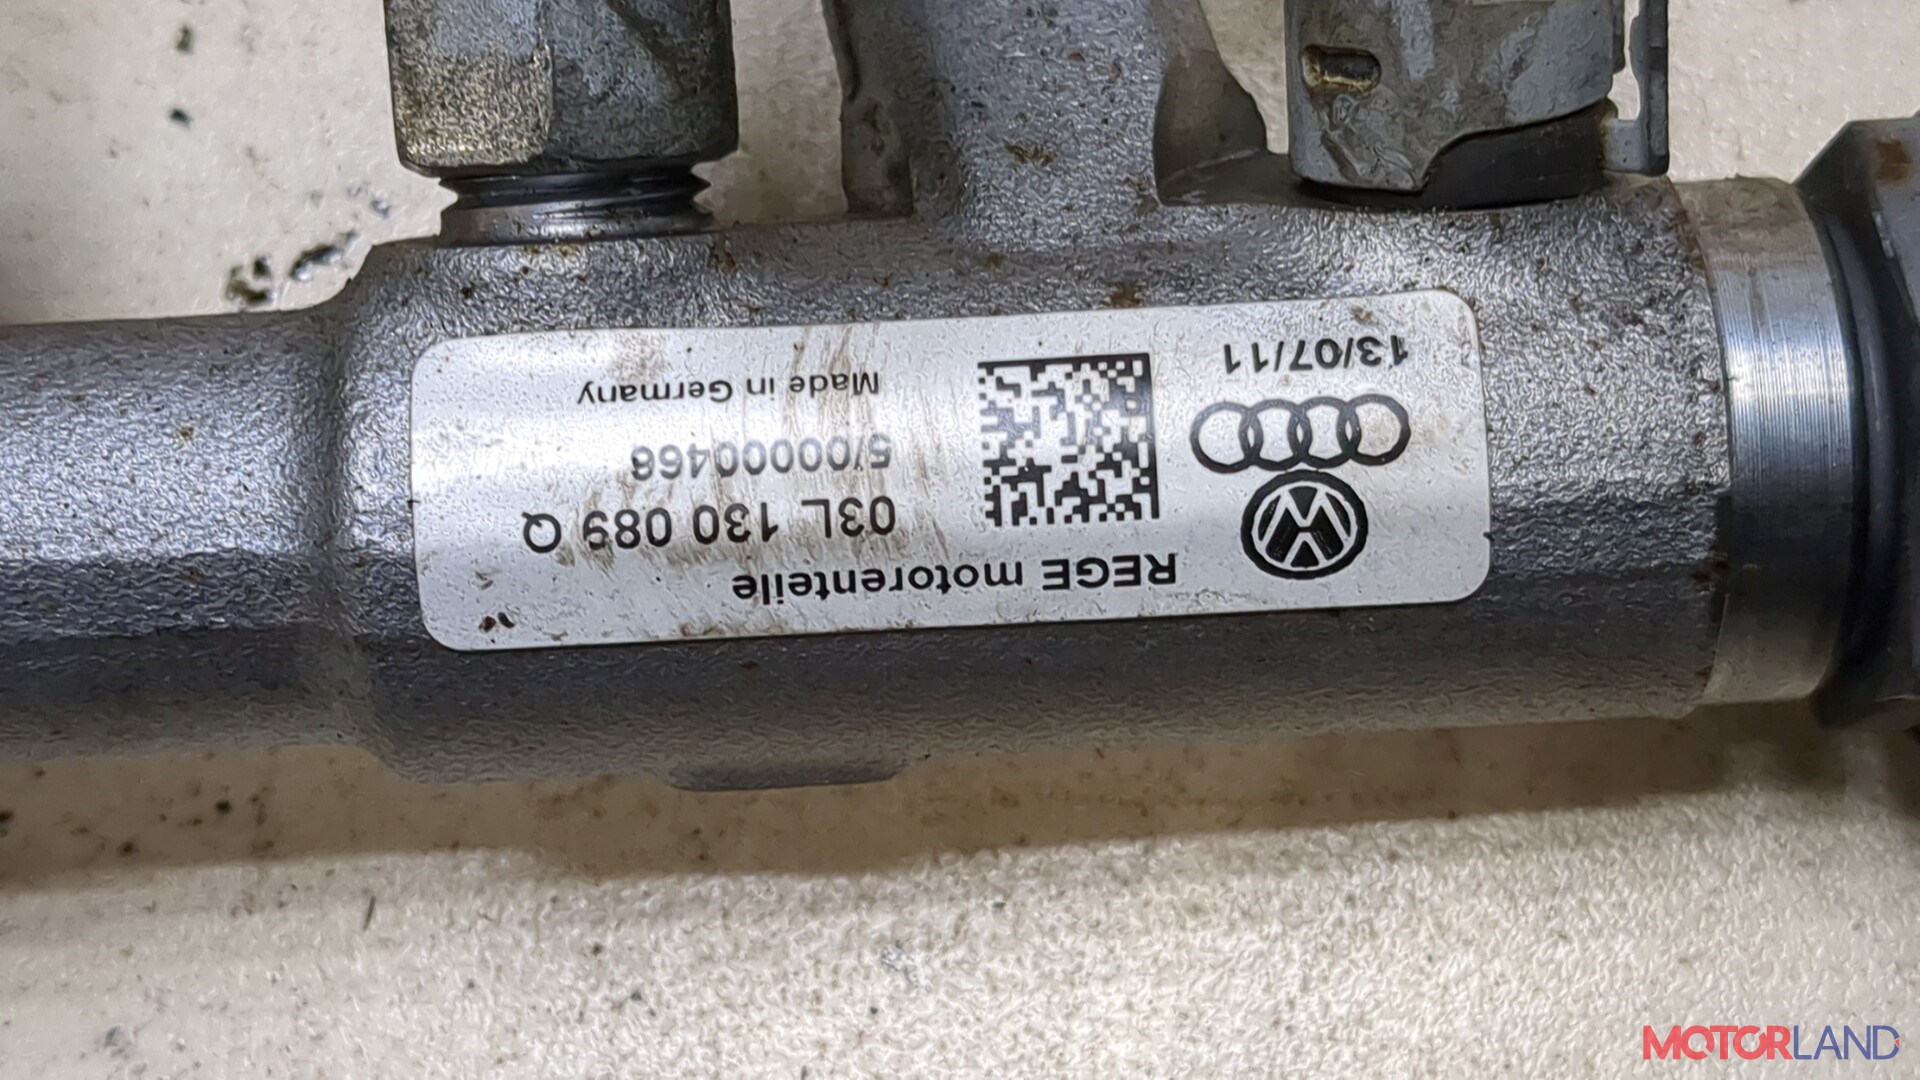 REGE motorenteile
03L 130 089 Q
5/00000468
Made in Germany
13/07/11
MOTORLAND